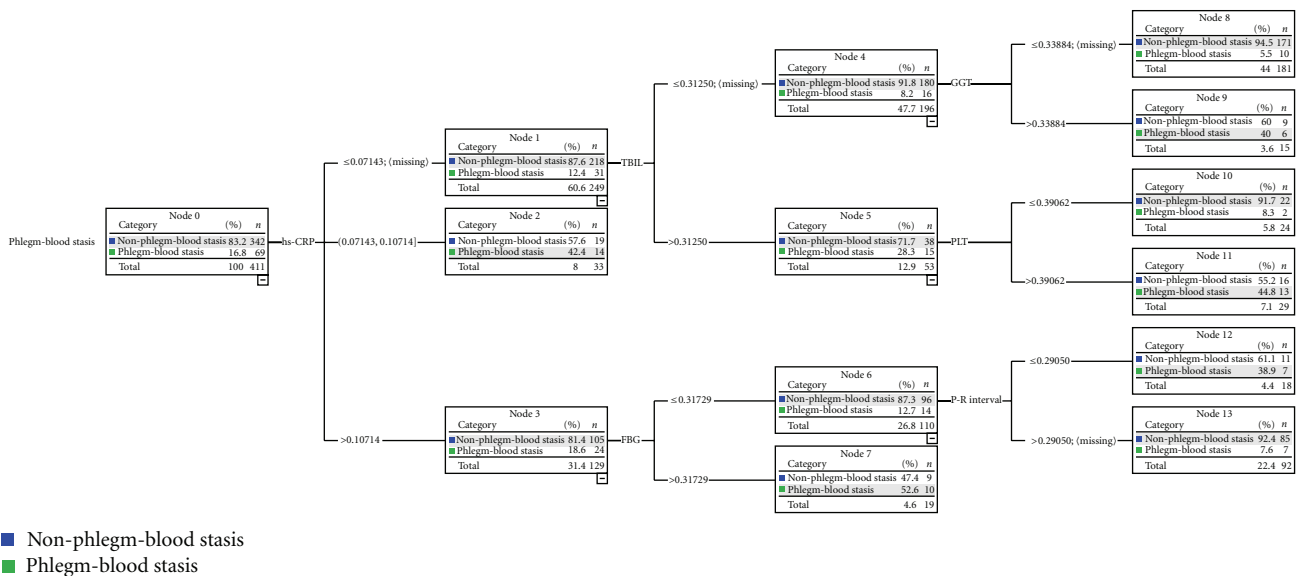 Phlegm-blood stasis
Node 0
Category (%) n
Non-phlegm-blood stasis 83.2 342
Phlegm-blood stasis 16.8 69
Total 100 411
hs-CRP
≤0.07143; ⟨missing⟩
(0.07143, 0.10714]
>0.10714
Node 1
Category (%) n
Non-phlegm-blood stasis 87.6 218
Phlegm-blood stasis 12.4 31
Total 60.6 249
Node 2
Category (%) n
Non-phlegm-blood stasis 57.6 19
Phlegm-blood stasis 42.4 14
Total 8 33
Node 3
Category (%) n
Non-phlegm-blood stasis 81.4 105
Phlegm-blood stasis 18.6 24
Total 31.4 129
TBIL
≤0.31250; ⟨missing⟩
>0.31250
FBG
≤0.31729
>0.31729
Node 4
Category (%) n
Non-phlegm-blood stasis 91.8 180
Phlegm-blood stasis 8.2 16
Total 47.7 196
Node 5
Category (%) n
Non-phlegm-blood stasis 71.7 38
Phlegm-blood stasis 28.3 15
Total 12.9 53
Node 6
Category (%) n
Non-phlegm-blood stasis 87.3 96
Phlegm-blood stasis 12.7 14
Total 26.8 110
Node 7
Category (%) n
Non-phlegm-blood stasis 47.4 9
Phlegm-blood stasis 52.6 10
Total 4.6 19
GGT
≤0.33884; ⟨missing⟩
>0.33884
PLT
≤0.39062
>0.39062
P-R interval
≤0.29050
>0.29050; ⟨missing⟩
Node 8
Category (%) n
Non-phlegm-blood stasis 94.5 171
Phlegm-blood stasis 5.5 10
Total 44 181
Node 9
Category (%) n
Non-phlegm-blood stasis 60 9
Phlegm-blood stasis 40 6
Total 3.6 15
Node 10
Category (%) n
Non-phlegm-blood stasis 91.7 22
Phlegm-blood stasis 8.3 2
Total 5.8 24
Node 11
Category (%) n
Non-phlegm-blood stasis 55.2 16
Phlegm-blood stasis 44.8 13
Total 7.1 29
Node 12
Category (%) n
Non-phlegm-blood stasis 61.1 11
Phlegm-blood stasis 38.9 7
Total 4.4 18
Node 13
Category (%) n
Non-phlegm-blood stasis 92.4 85
Phlegm-blood stasis 7.6 7
Total 22.4 92
Non-phlegm-blood stasis
Phlegm-blood stasis